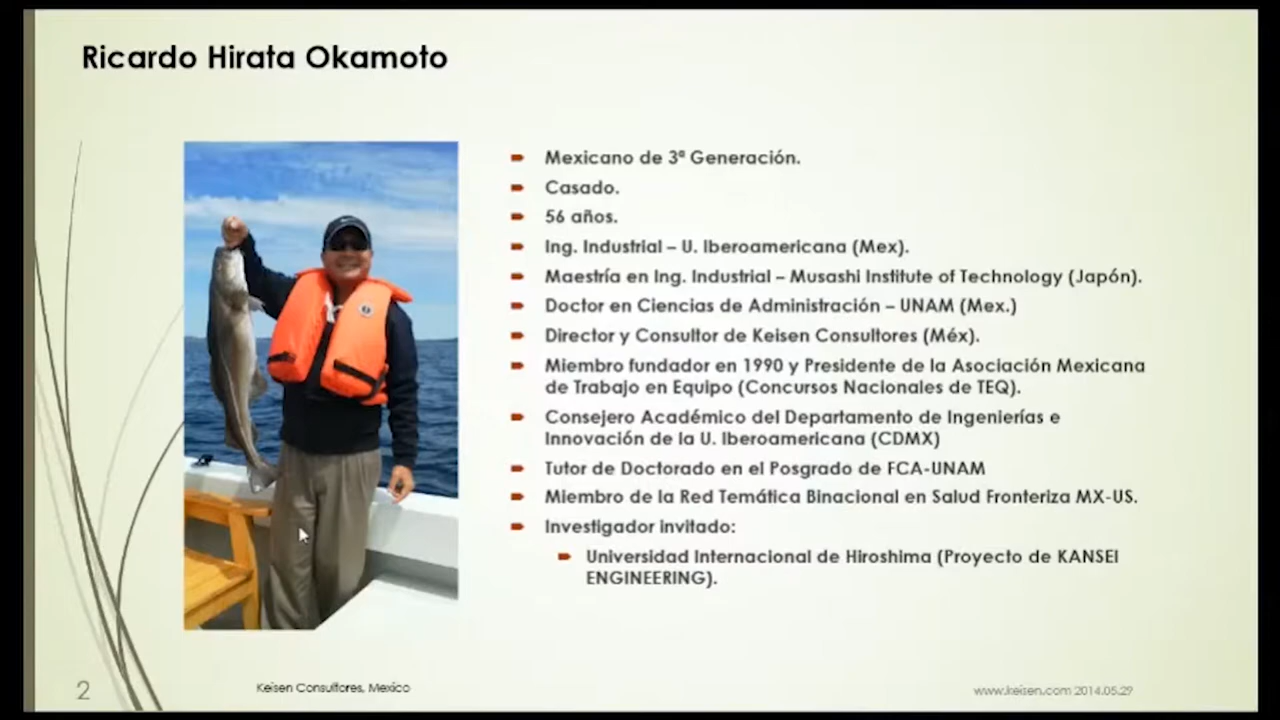 Ricardo Hirata Okamoto
Mexicano de 3ª Generación.
Casado.
56 años.
Ing. Industrial – U. Iberoamericana (Mex).
Maestría en Ing. Industrial – Musashi Institute of Technology (Japón).
Doctor en Ciencias de Administración – UNAM (Mex.)
Director y Consultor de Keisen Consultores (Méx).
Miembro fundador en 1990 y Presidente de la Asociación Mexicana
de Trabajo en Equipo (Concursos Nacionales de TEQ).
Consejero Académico del Departamento de Ingenierías e
Innovación de la U. Iberoamericana (CDMX)
Tutor de Doctorado en el Posgrado de FCA-UNAM
Miembro de la Red Temática Binacional en Salud Fronteriza MX-US.
Investigador invitado:
Universidad Internacional de Hiroshima (Proyecto de KANSEI
ENGINEERING).
2
Keisen Consultores, Mexico
www.keisen.com 2014.05.29